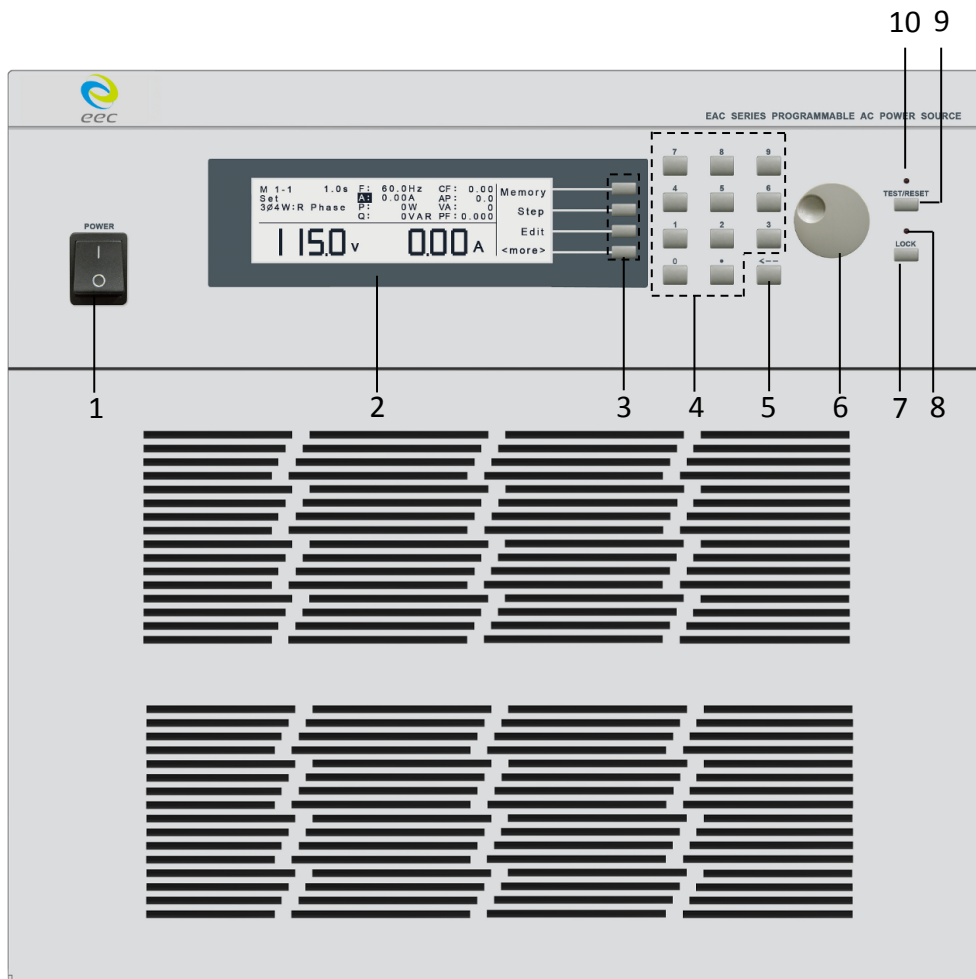 10 9
eec
EAC SERIES PROGRAMMABLE AC POWER SOURCE
7 8 9
M 1-1 1.0s F: 60.0Hz CF: 0.00 Memory
Set A: 0.00A AP: 0.0
3Ø4W:R Phase P: 0W VA: 0 Step
Q: 0VAR PF:0.000
Edit
115.0 V 0.00 A
<more>
4 5 6
TEST/RESET
POWER
I
O
1 2 3
LOCK
0 • <--
1 2 3 4 5 6 7 8